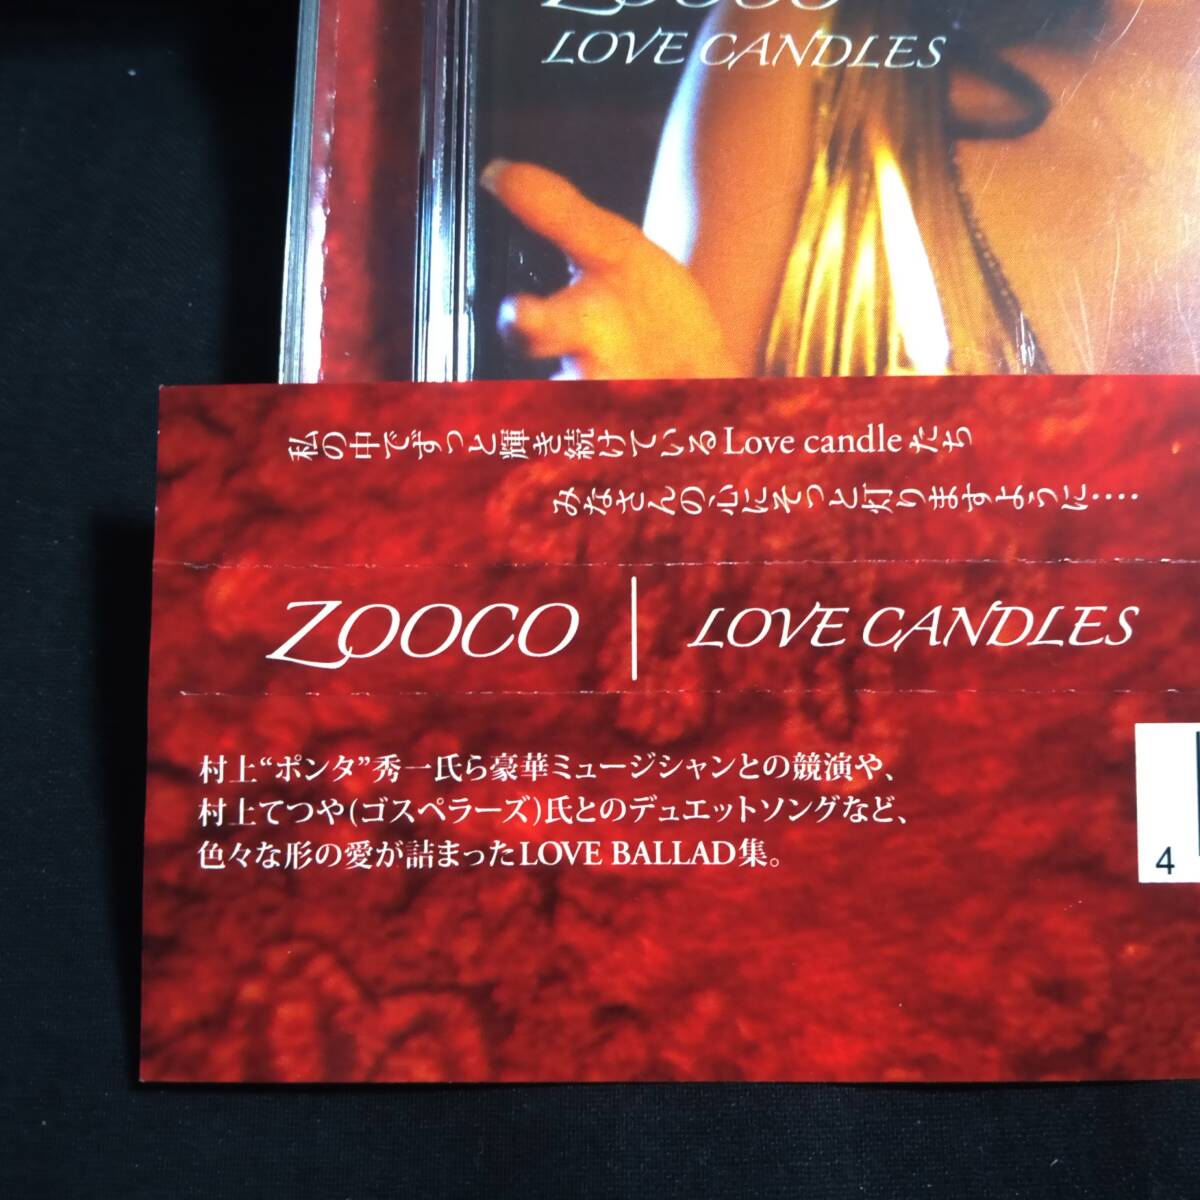 ZOOCO
LOVE CANDLES
私の中でずっと輝き続けているLove candleたち
みなさんの心にそっと灯りますように・・・・
ZOOCO | LOVE CANDLES
村上“ポンタ”秀一氏ら豪華ミュージシャンとの競演や、
村上てつや(ゴスペラーズ)氏とのデュエットソングなど、
色々な形の愛が詰まったLOVE BALLAD集。
4